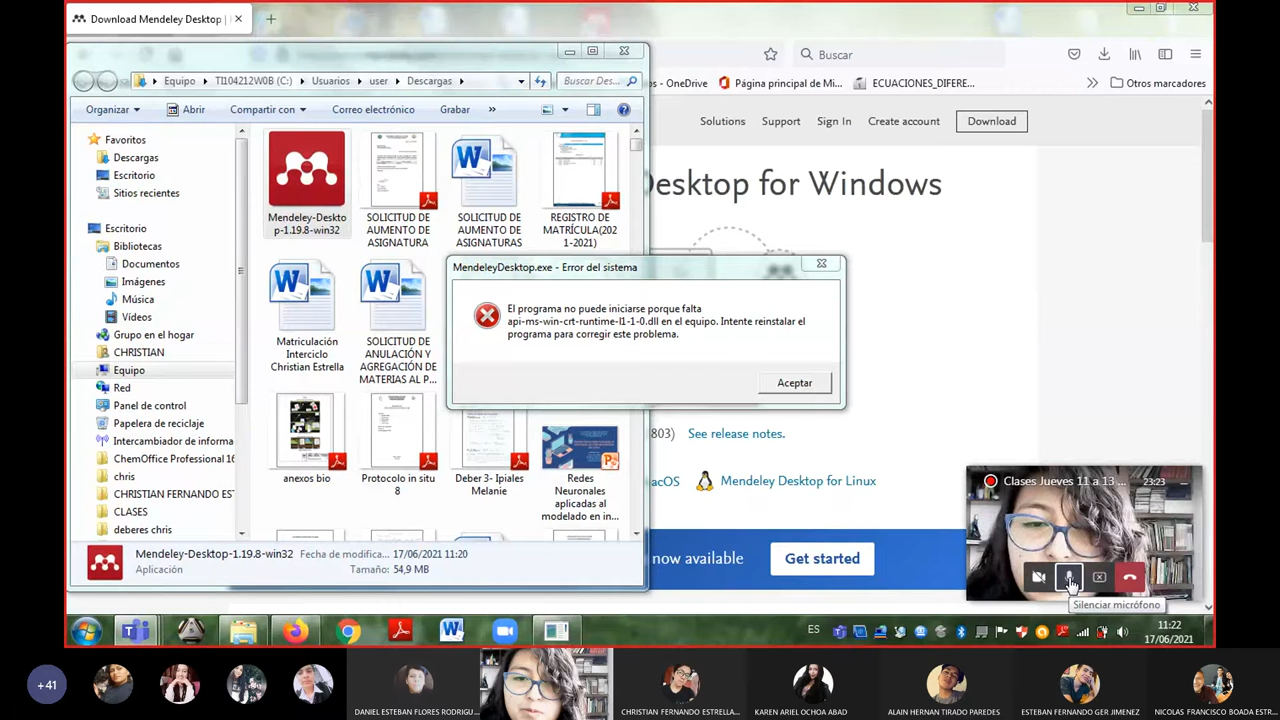 Download Mendeley Desktop |
Buscar
Equipo
TI104212W0B (C:)
Usuarios
user
Descargas
Buscar Des...
s - OneDrive
Página principal de Mi...
ECUACIONES_DIFERE...
Otros marcadores
Organizar
Abrir
Compartir con
Correo electrónico
Grabar
»
Solutions
Support
Sign In
Create account
Download
Favoritos
Descargas
Escritorio
Sitios recientes
Escritorio
Bibliotecas
Documentos
Imágenes
Música
Vídeos
Grupo en el hogar
CHRISTIAN
Equipo
Red
Panel de control
Papelera de reciclaje
Intercambiador de informa
ChemOffice Professional 16
chris
CHRISTIAN FERNANDO EST
CLASES
deberes chris
Mendeley-Deskto
p-1.19.8-win32
SOLICITUD DE
AUMENTO DE
ASIGNATURA
SOLICITUD DE
AUMENTO DE
ASIGNATURAS
REGISTRO DE
MATRÍCULA(202
1-2021)
Matriculación
Interciclo
Christian Estrella
SOLICITUD DE
ANULACIÓN Y
AGREGACIÓN DE
MATERIAS AL P...
anexos bio
Protocolo in situ
8
Deber 3- Ipiales
Melanie
Redes
Neuronales
aplicadas al
modelado en in...
Desktop for Windows
MendeleyDesktop.exe - Error del sistema
El programa no puede iniciarse porque falta
api-ms-win-crt-runtime-l1-1-0.dll en el equipo. Intente reinstalar el
programa para corregir este problema.
Aceptar
803) See release notes.
acOS
Mendeley Desktop for Linux
now available
Get started
Mendeley-Desktop-1.19.8-win32
Fecha de modifica... 17/06/2021 11:20
Aplicación
Tamaño: 54,9 MB
Clases Jueves 11 a 13 ...
23:23
Silenciar micrófono
ES
11:22
17/06/2021
+41
DANIEL ESTEBAN FLORES RODRIGU...
CHRISTIAN FERNANDO ESTRELLA...
KAREN ARIEL OCHOA ABAD
ALAIN HERNAN TIRADO PAREDES
ESTEBAN FERNANDO GER JIMENEZ
NICOLAS FRANCISCO BOADA ESTR...